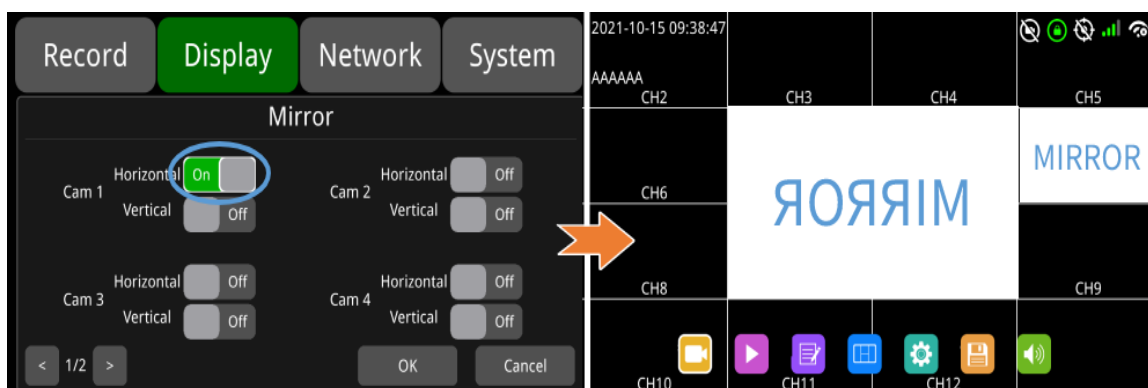 Record Display Network System
Mirror
Cam 1 Horizontal On
Vertical Off
Cam 2 Horizontal Off
Vertical Off
Cam 3 Horizontal Off
Vertical Off
Cam 4 Horizontal Off
Vertical Off
< 1/2 > OK Cancel
2021-10-15 09:38:47
AAAAAA
CH2 CH3 CH4 CH5
MIRROR
MIRROR
CH6
CH8 CH9
CH10 CH11 CH12